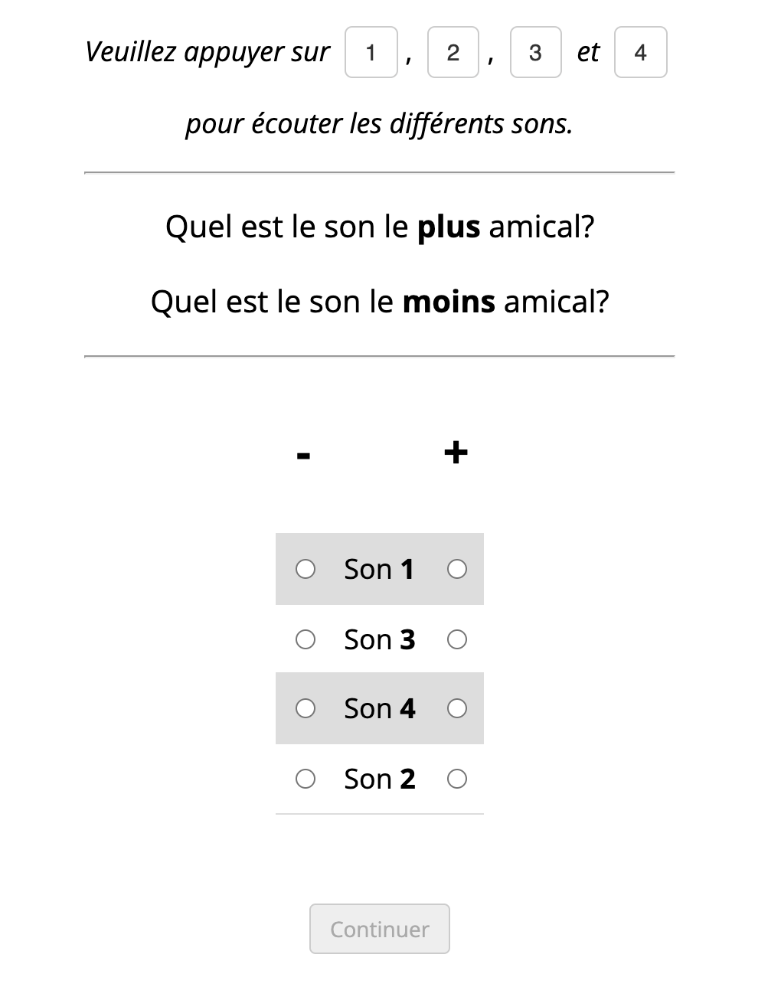 Veuillez appuyer sur 1 , 2 , 3 et 4
pour écouter les différents sons.
Quel est le son le plus amical?
Quel est le son le moins amical?
- +
Son 1
Son 3
Son 4
Son 2
Continuer